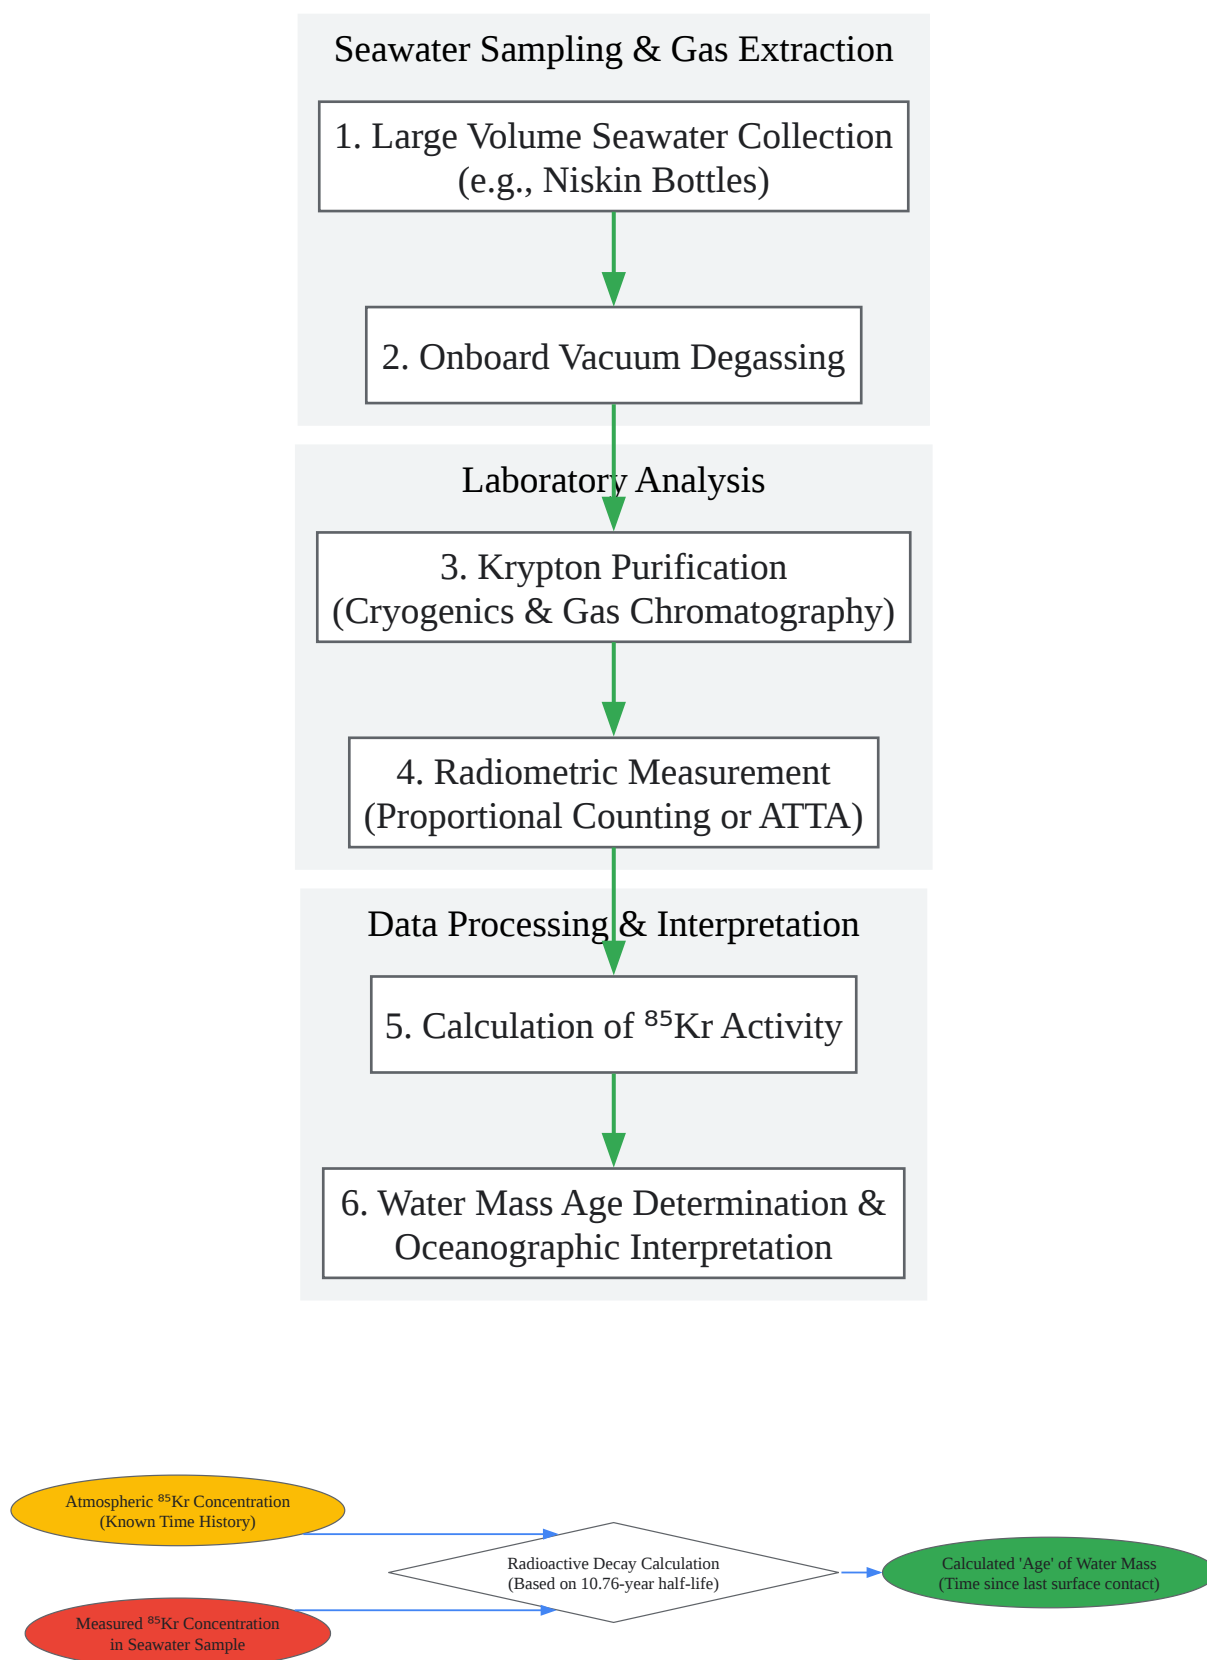 Seawater Sampling & Gas Extraction
1. Large Volume Seawater Collection
(e.g., Niskin Bottles)
2. Onboard Vacuum Degassing
Laboratory Analysis
3. Krypton Purification
(Cryogenics & Gas Chromatography)
4. Radiometric Measurement
(Proportional Counting or ATTA)
Data Processing & Interpretation
5. Calculation of ⁸⁵Kr Activity
6. Water Mass Age Determination &
Oceanographic Interpretation
Atmospheric ⁸⁵Kr Concentration
(Known Time History)
Radioactive Decay Calculation
(Based on 10.76-year half-life)
Calculated 'Age' of Water Mass
(Time since last surface contact)
Measured ⁸⁵Kr Concentration
in Seawater Sample